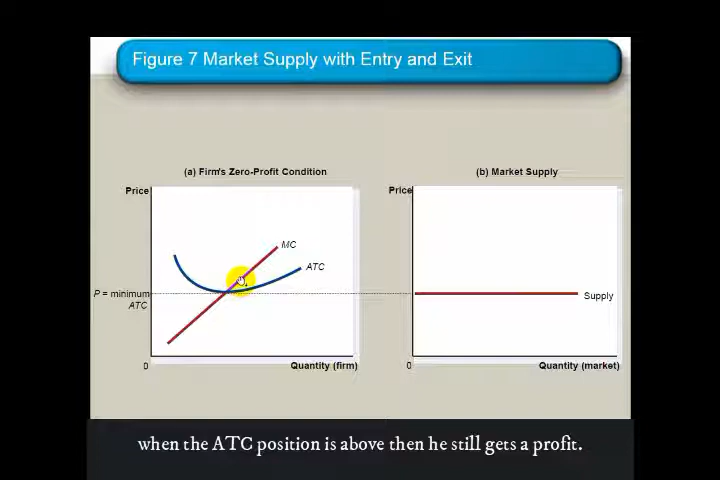 Figure 7 Market Supply with Entry and Exit
(a) Firm's Zero-Profit Condition
Price
MC
ATC
P = minimum
ATC
0
Quantity (firm)
(b) Market Supply
Price
Supply
0
Quantity (market)
when the ATC position is above then he still gets a profit.